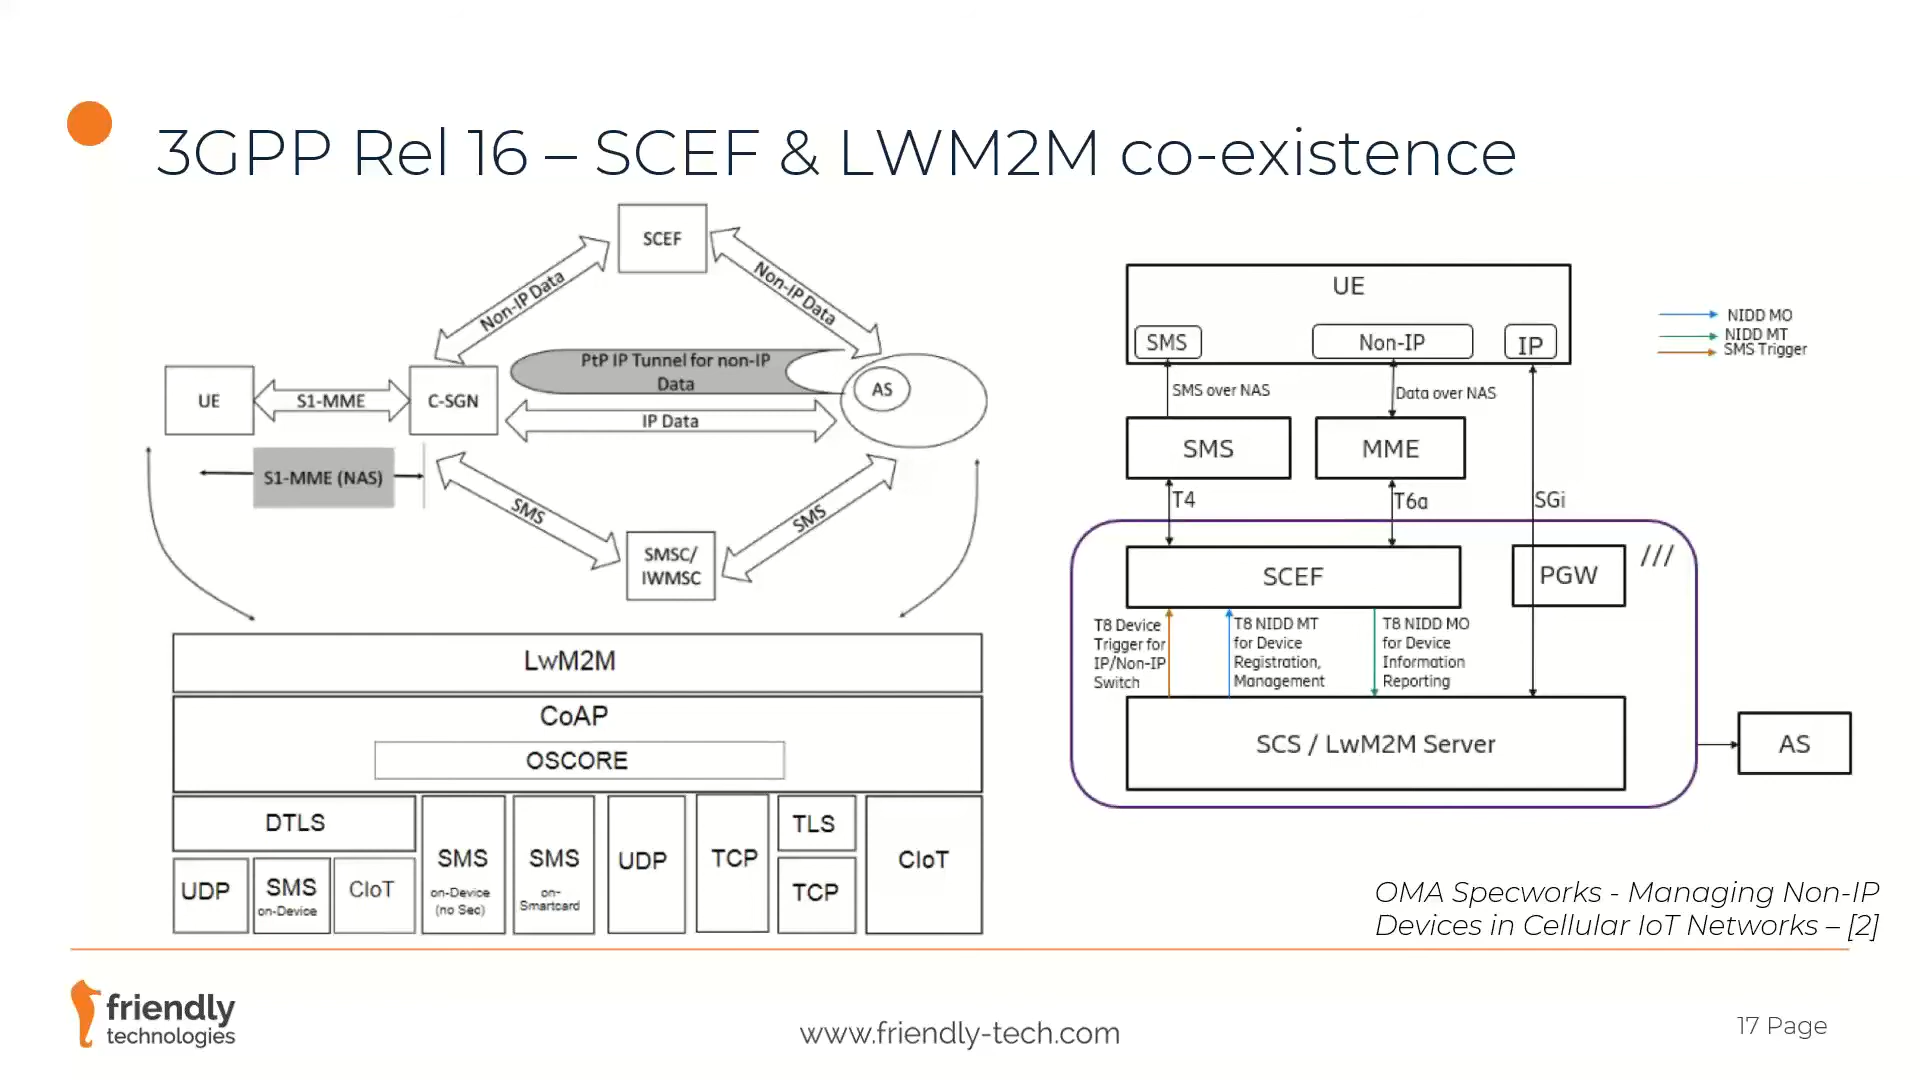 3GPP Rel 16 – SCEF & LWM2M co-existence
SCEF
Non-IP Data
Non-IP Data
PtP IP Tunnel for non-IP
Data
UE
S1-MME
C-SGN
AS
IP Data
S1-MME (NAS)
SMS
SMS
SMSC/
IWMSC
LwM2M
CoAP
OSCORE
DTLS
UDP
SMS
on-Device
CIoT
SMS
on-Device
(no Sec)
SMS
on-
Smartcard
UDP
TCP
TLS
TCP
CIoT
UE
SMS
Non-IP
IP
NIDD MO
NIDD MT
SMS Trigger
SMS over NAS
Data over NAS
SMS
MME
T4
T6a
SGi
SCEF
PGW
///
T8 Device
Trigger for
IP/Non-IP
Switch
T8 NIDD MT
for Device
Registration,
Management
T8 NIDD MO
for Device
Information
Reporting
SCS / LwM2M Server
AS
OMA Specworks - Managing Non-IP
Devices in Cellular IoT Networks – [2]
friendly
technologies
www.friendly-tech.com
17 Page